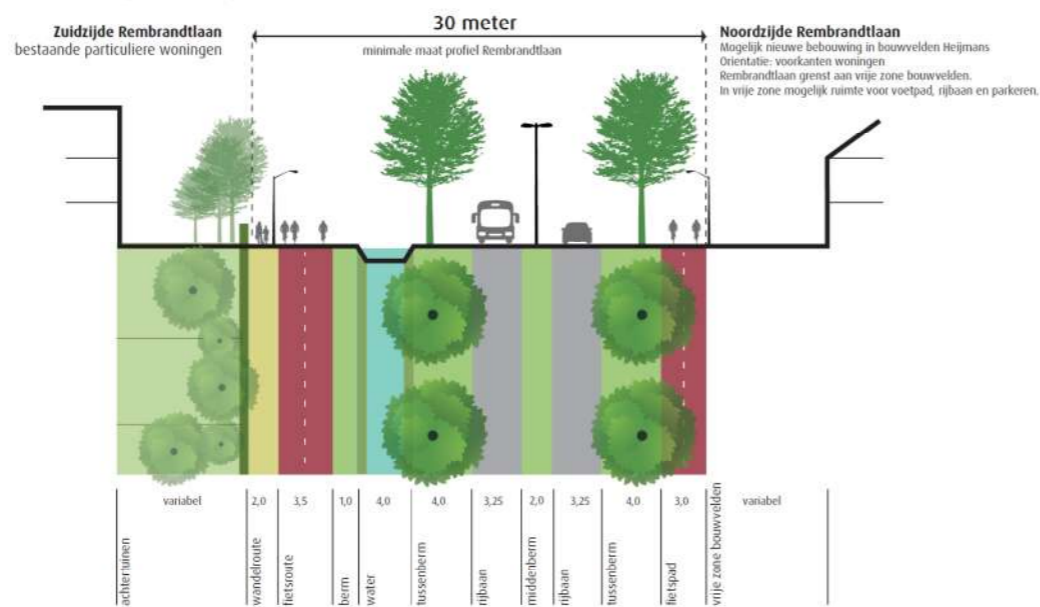 Zuidzijde Rembrandtlaan
bestaande particuliere woningen
30 meter
minimale maat profiel Rembrandtlaan
Noordzijde Rembrandtlaan
Mogelijk nieuwe bebouwing in bouwvelden Heijmans
Orientatie: voorkanten woningen
Rembrandtlaan grenst aan vrije zone bouwvelden.
In vrije zone mogelijk ruimte voor voetpad, rijbaan en parkeren.
variabel
2,0
3,5
1,0
4,0
4,0
3,25
2,0
3,25
4,0
3,0
variabel
achtertuinen
wandelroute
fietsroute
berm
water
tussenberm
rijbaan
middenberm
rijbaan
tussenberm
fietspad
vrije zone bouwvelden